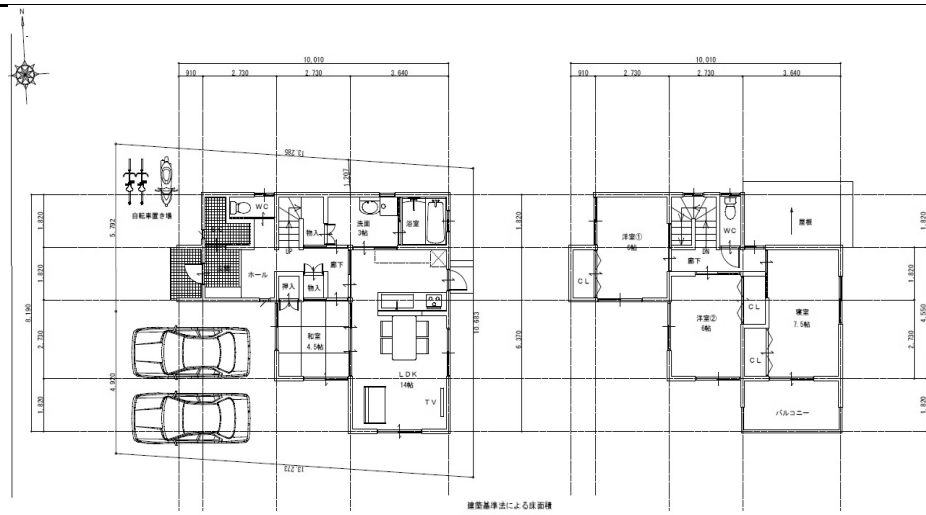 N
10,010
10,010
910
2,730
2,730
3,640
910
2,730
2,730
3,640
13,285
1,207
自転車置き場
WC
物入
洗面
3帖
浴室
UP
ホール
廊下
押入
物入
和室
4.5帖
LDK
14帖
TV
8,190
1,820
1,820
2,730
1,820
5,792
4,920
10,683
13,273
洋室①
6帖
WC
屋根
DN
廊下
CL
洋室②
6帖
CL
寝室
7.5帖
CL
バルコニー
1,820
6,370
1,820
1,820
2,730
4,550
1,820
建築基準法による床面積